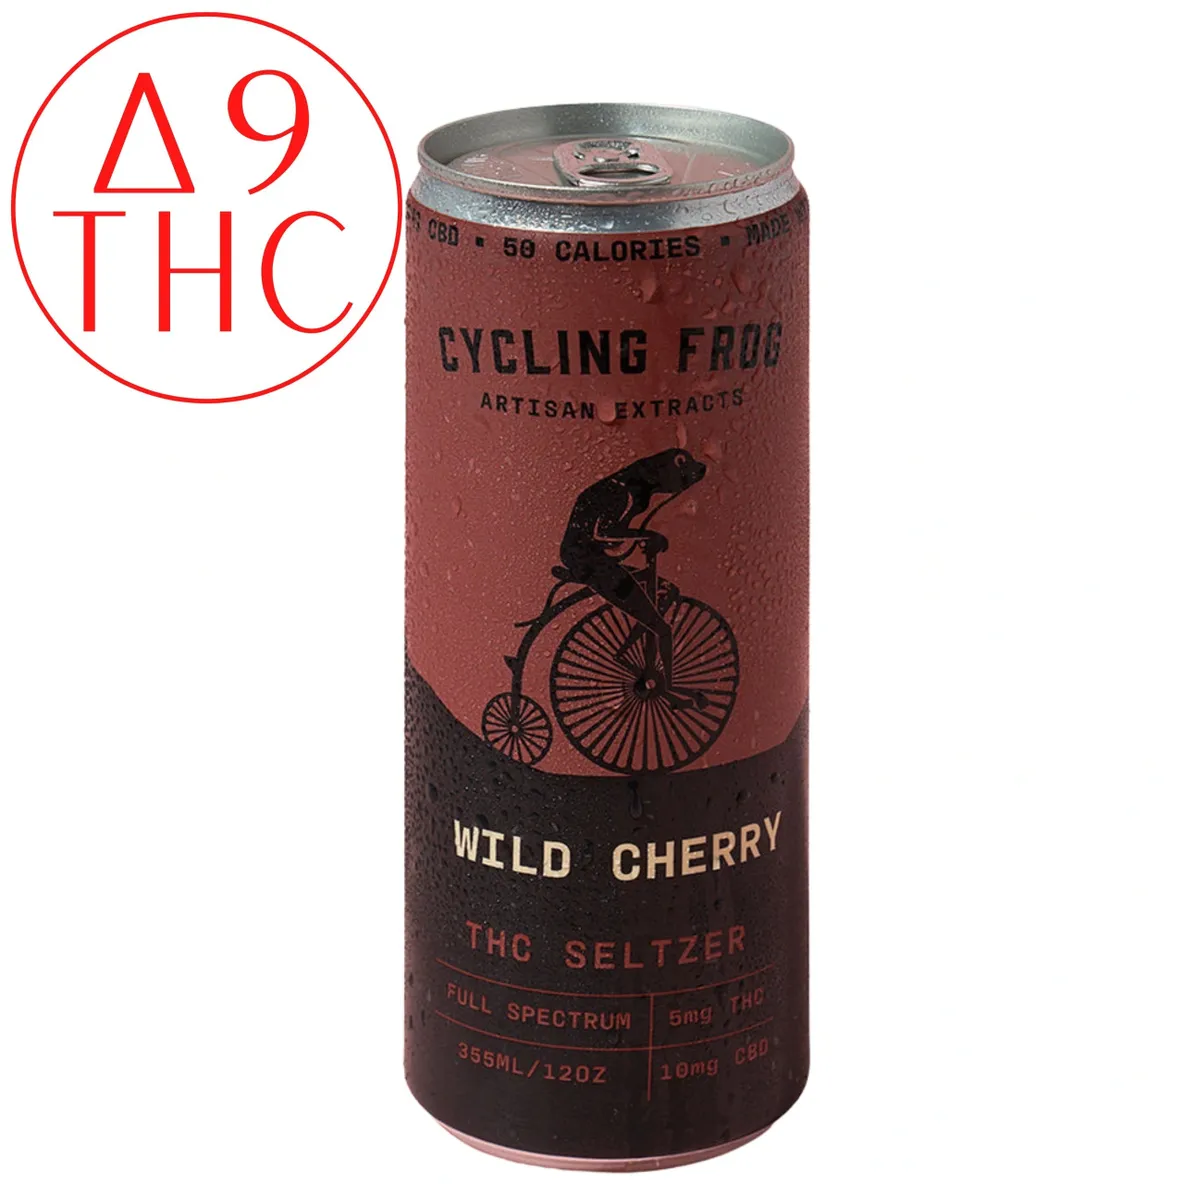 Δ9
THC
CBD ▪ 50 CALORIES ▪ MADE
CYCLING FROG
ARTISAN EXTRACTS
WILD CHERRY
THC SELTZER
FULL SPECTRUM
5mg THC
355ML/12OZ
10mg CBD